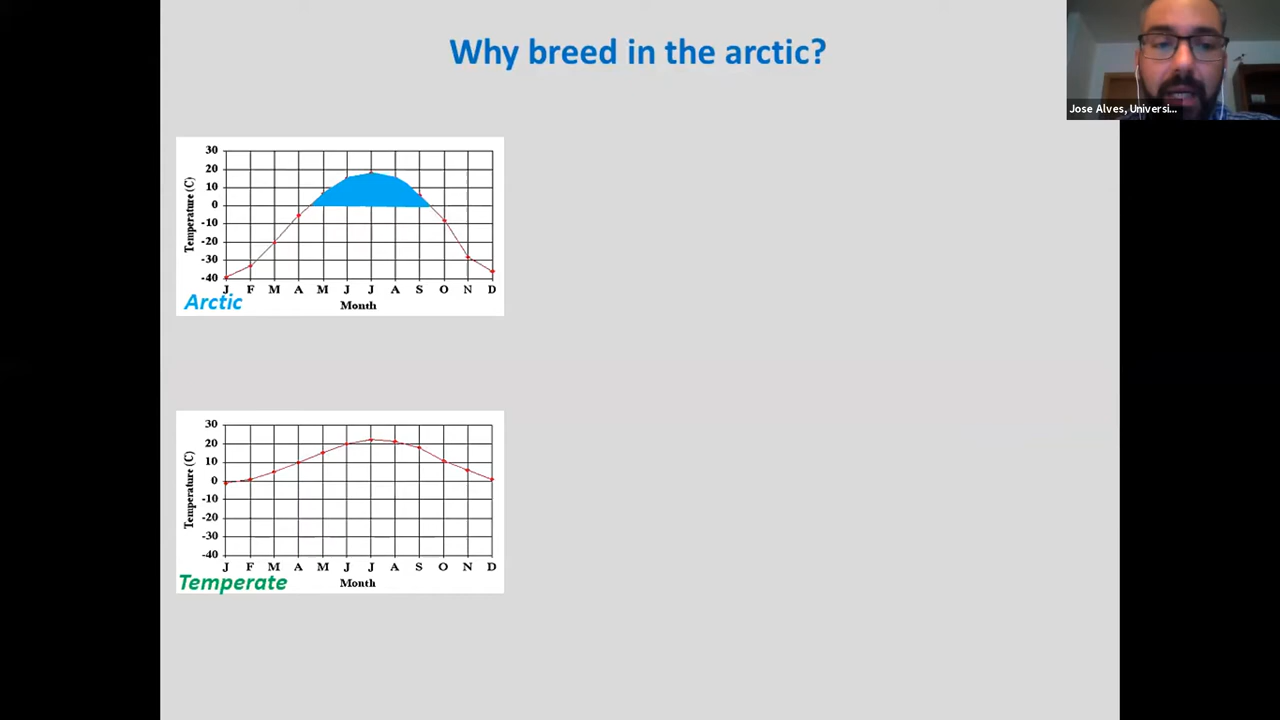 Why breed in the arctic?
Jose Alves, Universi...
30
20
10
0
-10
-20
-30
-40
Temperature (C)
J F M A M J J A S O N D
Month
Arctic
30
20
10
0
-10
-20
-30
-40
Temperature (C)
J F M A M J J A S O N D
Month
Temperate